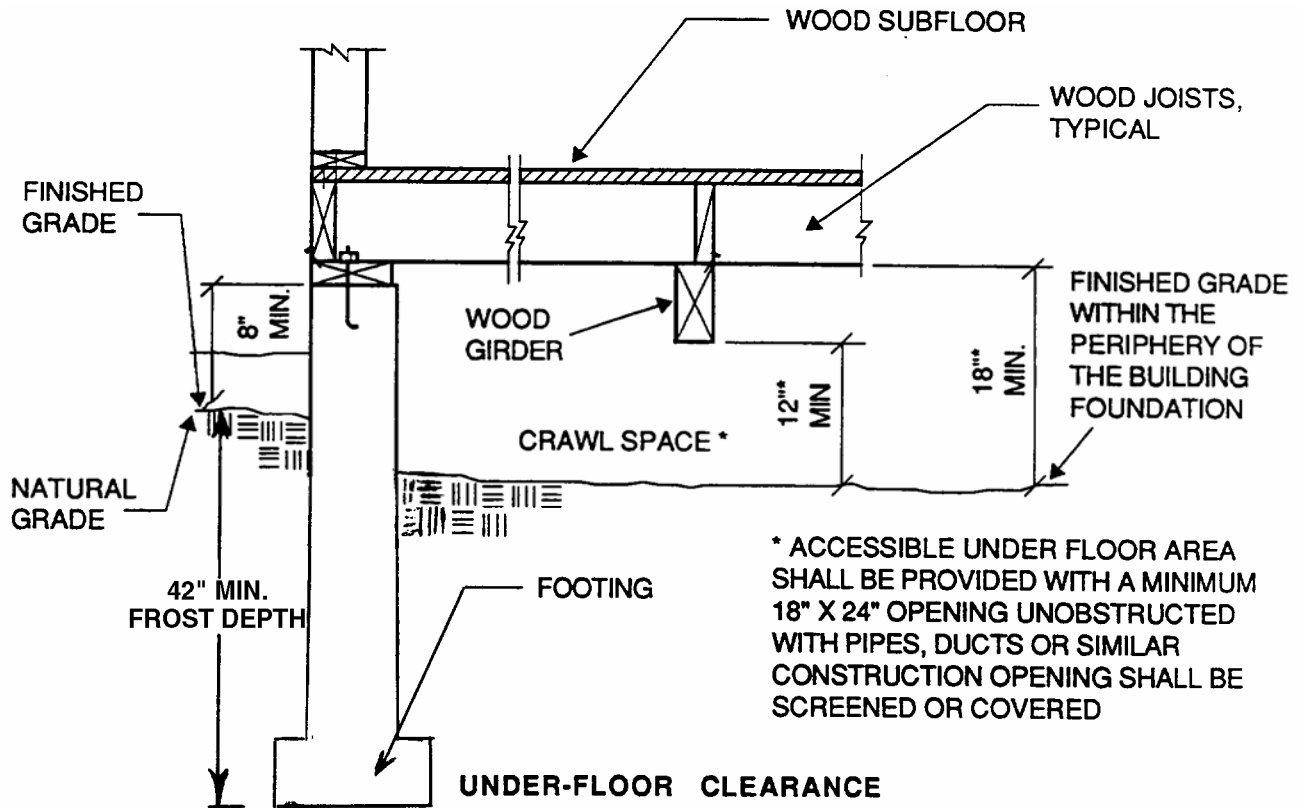 WOOD SUBFLOOR
WOOD JOISTS,
TYPICAL
FINISHED
GRADE
8"
MIN.
WOOD
GIRDER
FINISHED GRADE
WITHIN THE
PERIPHERY OF
THE BUILDING
FOUNDATION
18"*
MIN.
12"*
MIN
CRAWL SPACE *
NATURAL
GRADE
42" MIN.
FROST DEPTH
FOOTING
* ACCESSIBLE UNDER FLOOR AREA
SHALL BE PROVIDED WITH A MINIMUM
18" X 24" OPENING UNOBSTRUCTED
WITH PIPES, DUCTS OR SIMILAR
CONSTRUCTION OPENING SHALL BE
SCREENED OR COVERED
UNDER-FLOOR CLEARANCE